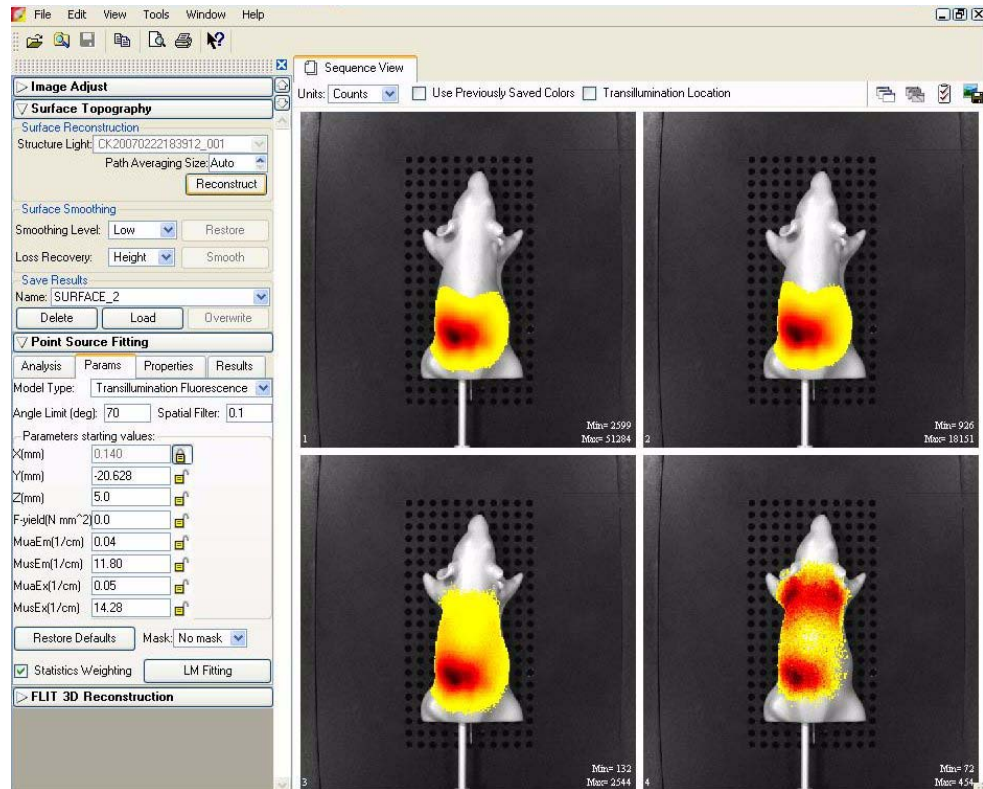 File Edit View Tools Window Help
Image Adjust
Surface Topography
Surface Reconstruction
Structure Light: CK20070222183912_001
Path Averaging Size: Auto
Reconstruct
Surface Smoothing
Smoothing Level: Low Restore
Loss Recovery: Height Smooth
Save Results
Name: SURFACE_2
Delete Load Overwrite
Point Source Fitting
Analysis Params Properties Results
Model Type: Transillumination Fluorescence
Angle Limit (deg): 70 Spatial Filter: 0.1
Parameters starting values:
X(mm) 0.140
Y(mm) -20.628
Z(mm) 5.0
F-yield(N mm^2) 0.0
MuaEm(1/cm) 0.04
MusEm(1/cm) 11.80
MuaEx(1/cm) 0.05
MusEx(1/cm) 14.28
Restore Defaults Mask: No mask
Statistics Weighting LM Fitting
FLIT 3D Reconstruction
Sequence View
Units: Counts Use Previously Saved Colors Transillumination Location
Min= 2599
1 Max= 51284
Min= 926
2 Max= 18151
Min= 132
3 Max= 2544
Min= 72
4 Max= 454